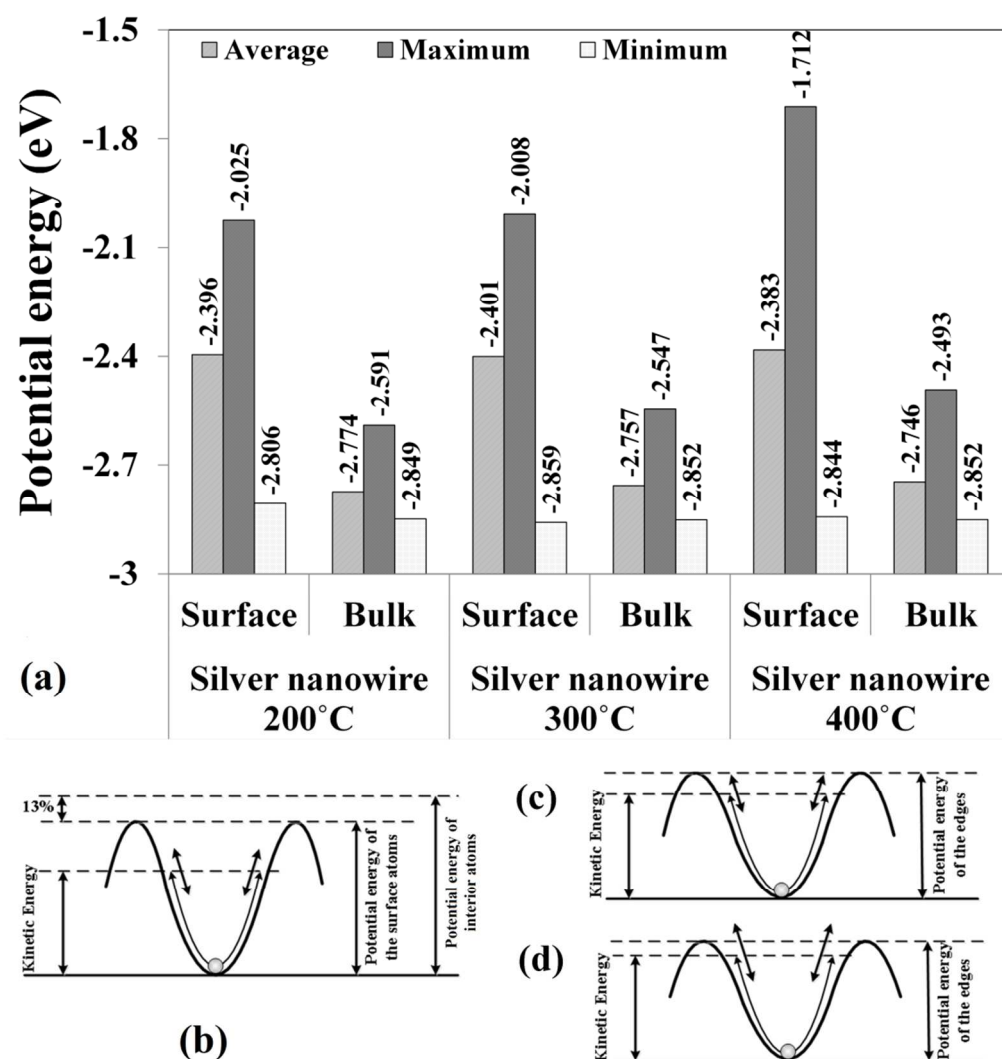 Potential energy (eV)
-1.5
-1.8
-2.1
-2.4
-2.7
-3
Average Maximum Minimum
-2.396
-2.025
-2.806
-2.774
-2.591
-2.849
-2.401
-2.008
-2.859
-2.757
-2.547
-2.852
-2.383
-1.712
-2.844
-2.746
-2.493
-2.852
Surface Bulk Surface Bulk Surface Bulk
Silver nanowire Silver nanowire Silver nanowire
200˚C 300˚C 400˚C
(a)
13%
Kinetic Energy
Potential energy of
the surface atoms
Potential energy of
interior atoms
(b)
(c)
Kinetic Energy
Potential energy
of the edges
(d)
Kinetic Energy
Potential energy
of the edges